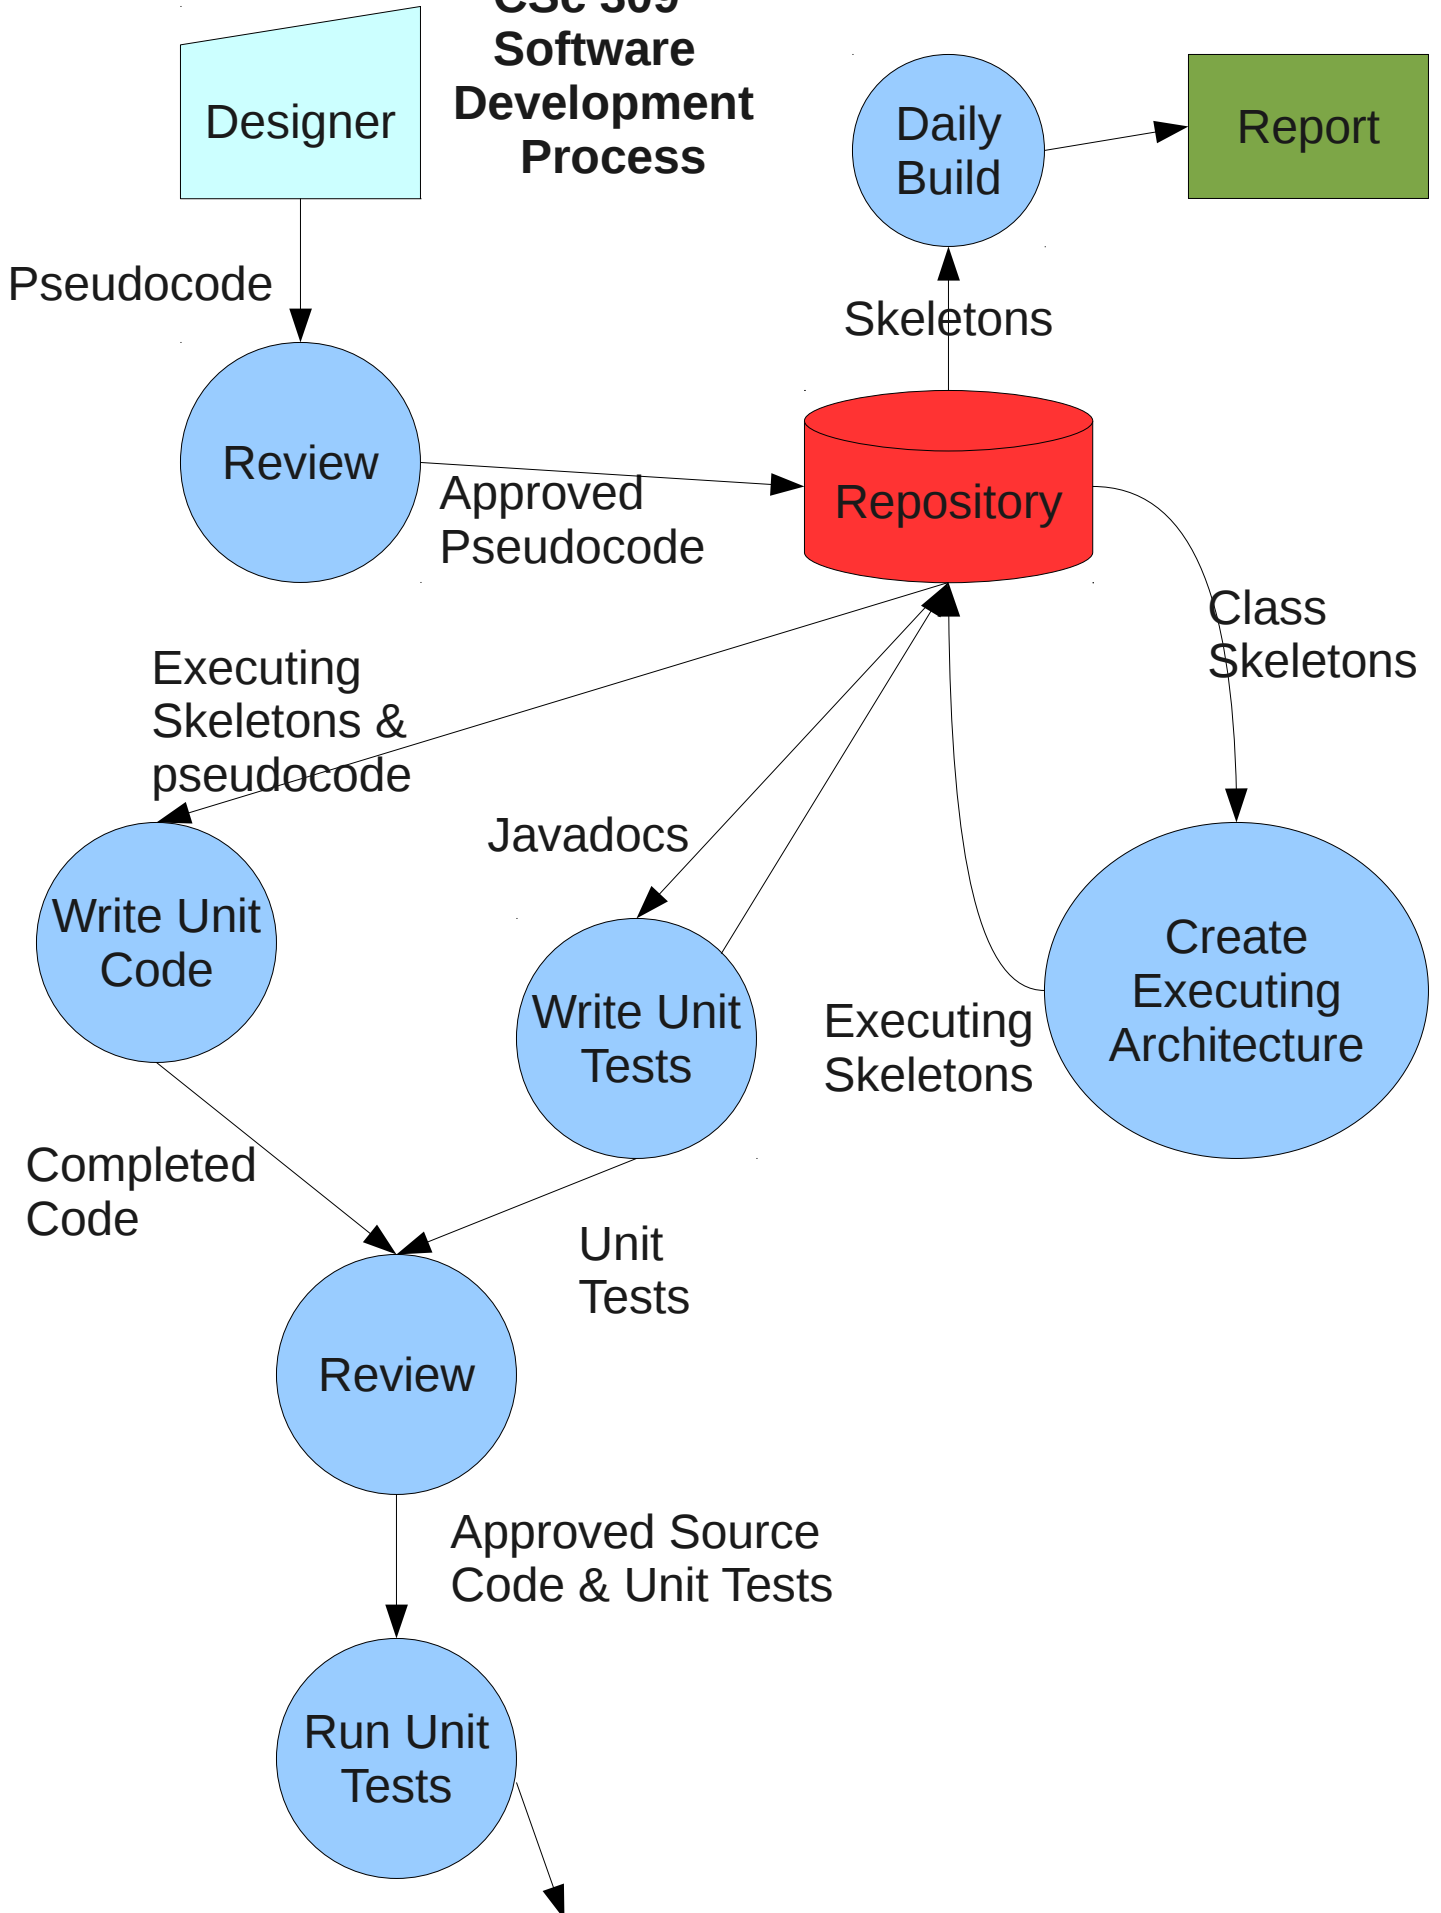 CSc 309
Software
Development
Process
Designer
Daily
Build
Report
Pseudocode
Skeletons
Review
Approved
Pseudocode
Repository
Class
Skeletons
Executing
Skeletons &
pseudocode
Javadocs
Write Unit
Code
Write Unit
Tests
Executing
Skeletons
Create
Executing
Architecture
Completed
Code
Unit
Tests
Review
Approved Source
Code & Unit Tests
Run Unit
Tests